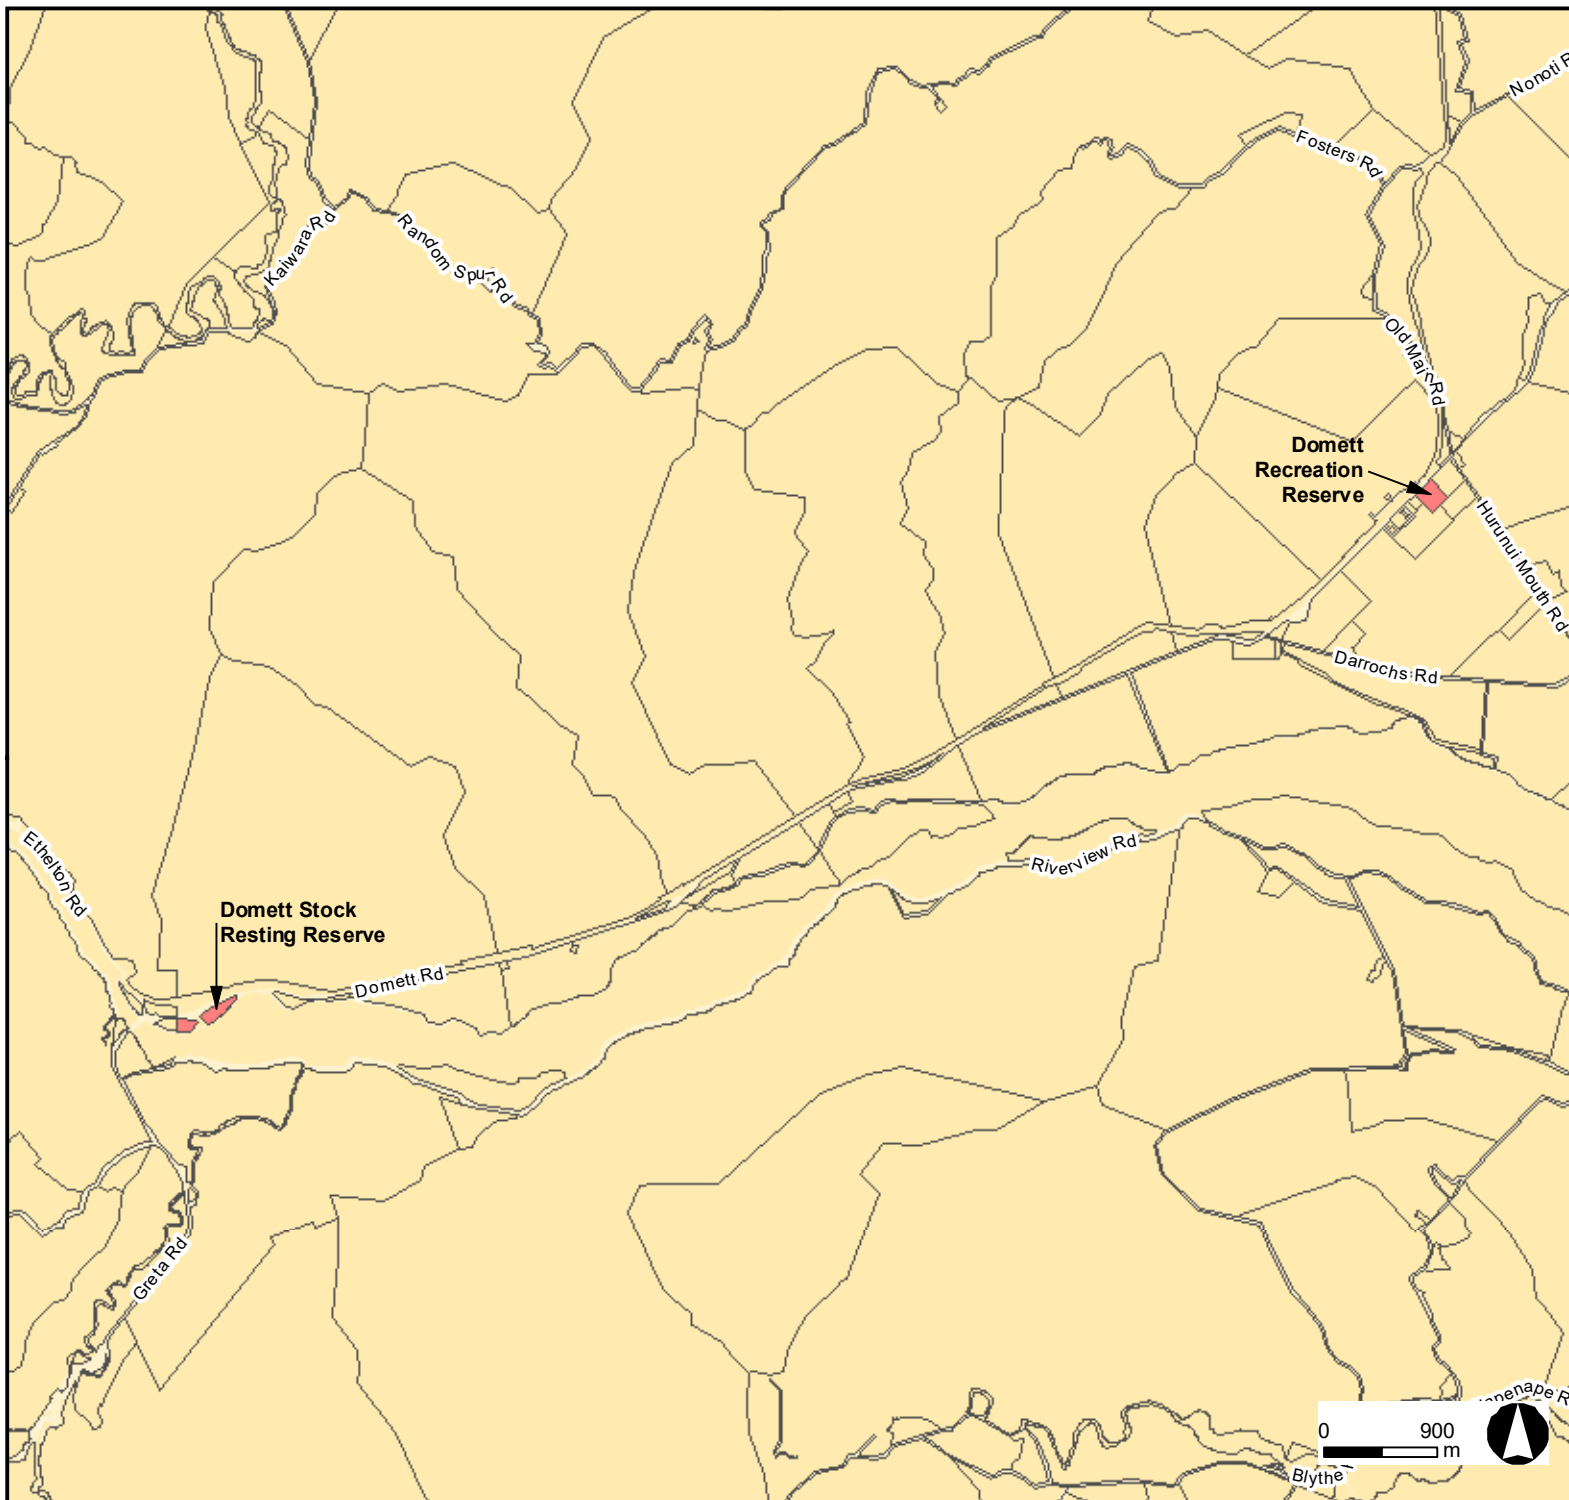 Nonoti
Fosters Rd
Kaiwara Rd
Random Spur Rd
Old Main Rd
Domett
Recreation
Reserve
Hurunui Mouth Rd
Darrochs Rd
Ethelton Rd
Riverview Rd
Domett Stock
Resting Reserve
Domett Rd
Greta Rd
0 900
m
Blythe